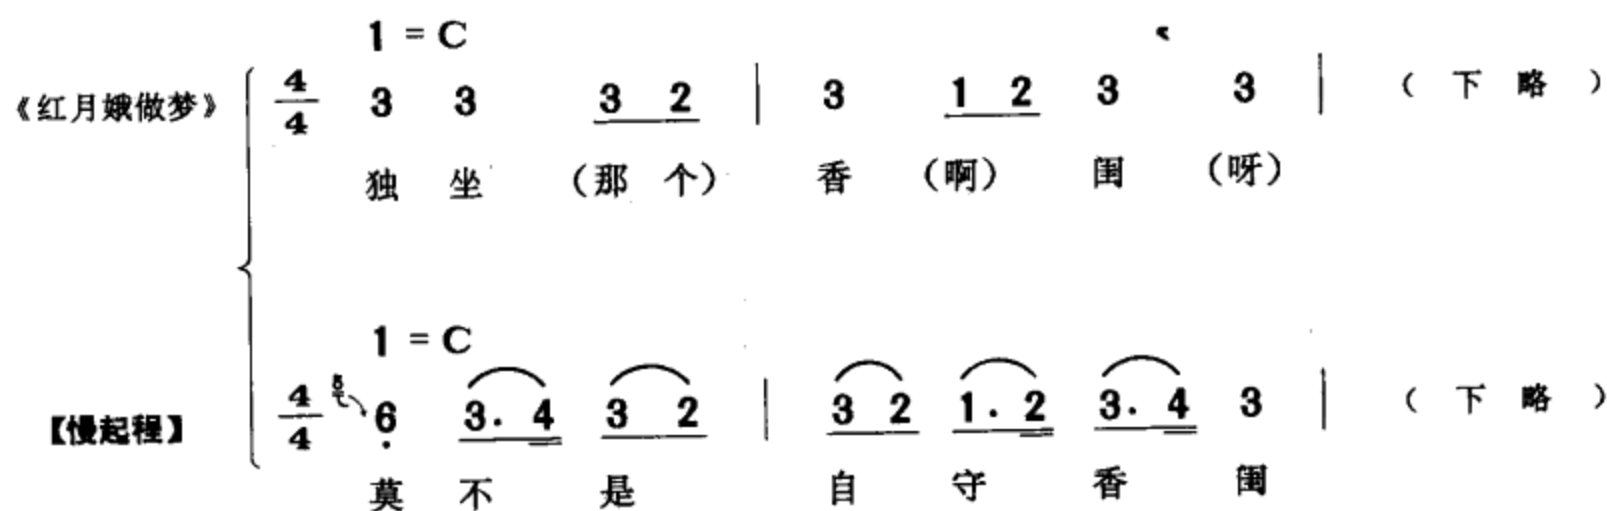 1 = C
《红月娥做梦》 4/4 3 3 3 2 | 3 1 2 3 3 | （下略）
独 坐 （那 个） 香 （啊） 闺 （呀）
1 = C
【慢起程】 4/4 6 3. 4 3 2 | 3 2 1. 2 3. 4 3 | （下略）
莫 不 是 自 守 香 闺